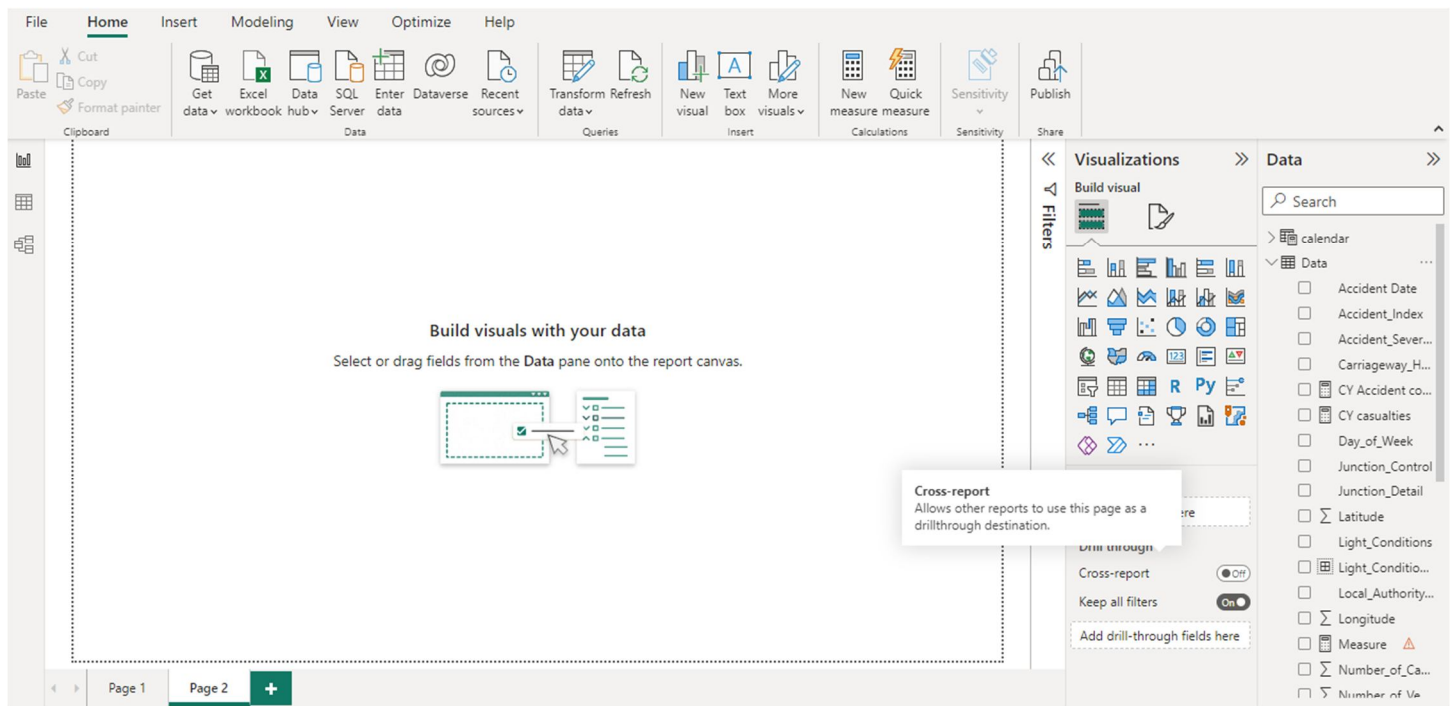 File Home Insert Modeling View Optimize Help
Paste
Cut
Copy
Format painter
Clipboard
Get data
Excel workbook
Data hub
SQL Server
Enter data
Dataverse
Recent sources
Data
Transform data
Refresh
Queries
New visual
Text box
More visuals
Insert
New measure
Quick measure
Calculations
Sensitivity
Sensitivity
Publish
Share
Build visuals with your data
Select or drag fields from the Data pane onto the report canvas.
Filters
Visualizations
Build visual
123
R Py
Cross-report
Allows other reports to use this page as a
drillthrough destination.
Drill through
Cross-report Off
Keep all filters On
Add drill-through fields here
Data
Search
calendar
Data
Accident Date
Accident_Index
Accident_Sever...
Carriageway_H...
CY Accident co...
CY casualties
Day_of_Week
Junction_Control
Junction_Detail
Latitude
Light_Conditions
Light_Conditio...
Local_Authority...
Longitude
Measure
Number_of_Ca...
Number_of_Ve
Page 1 Page 2 +